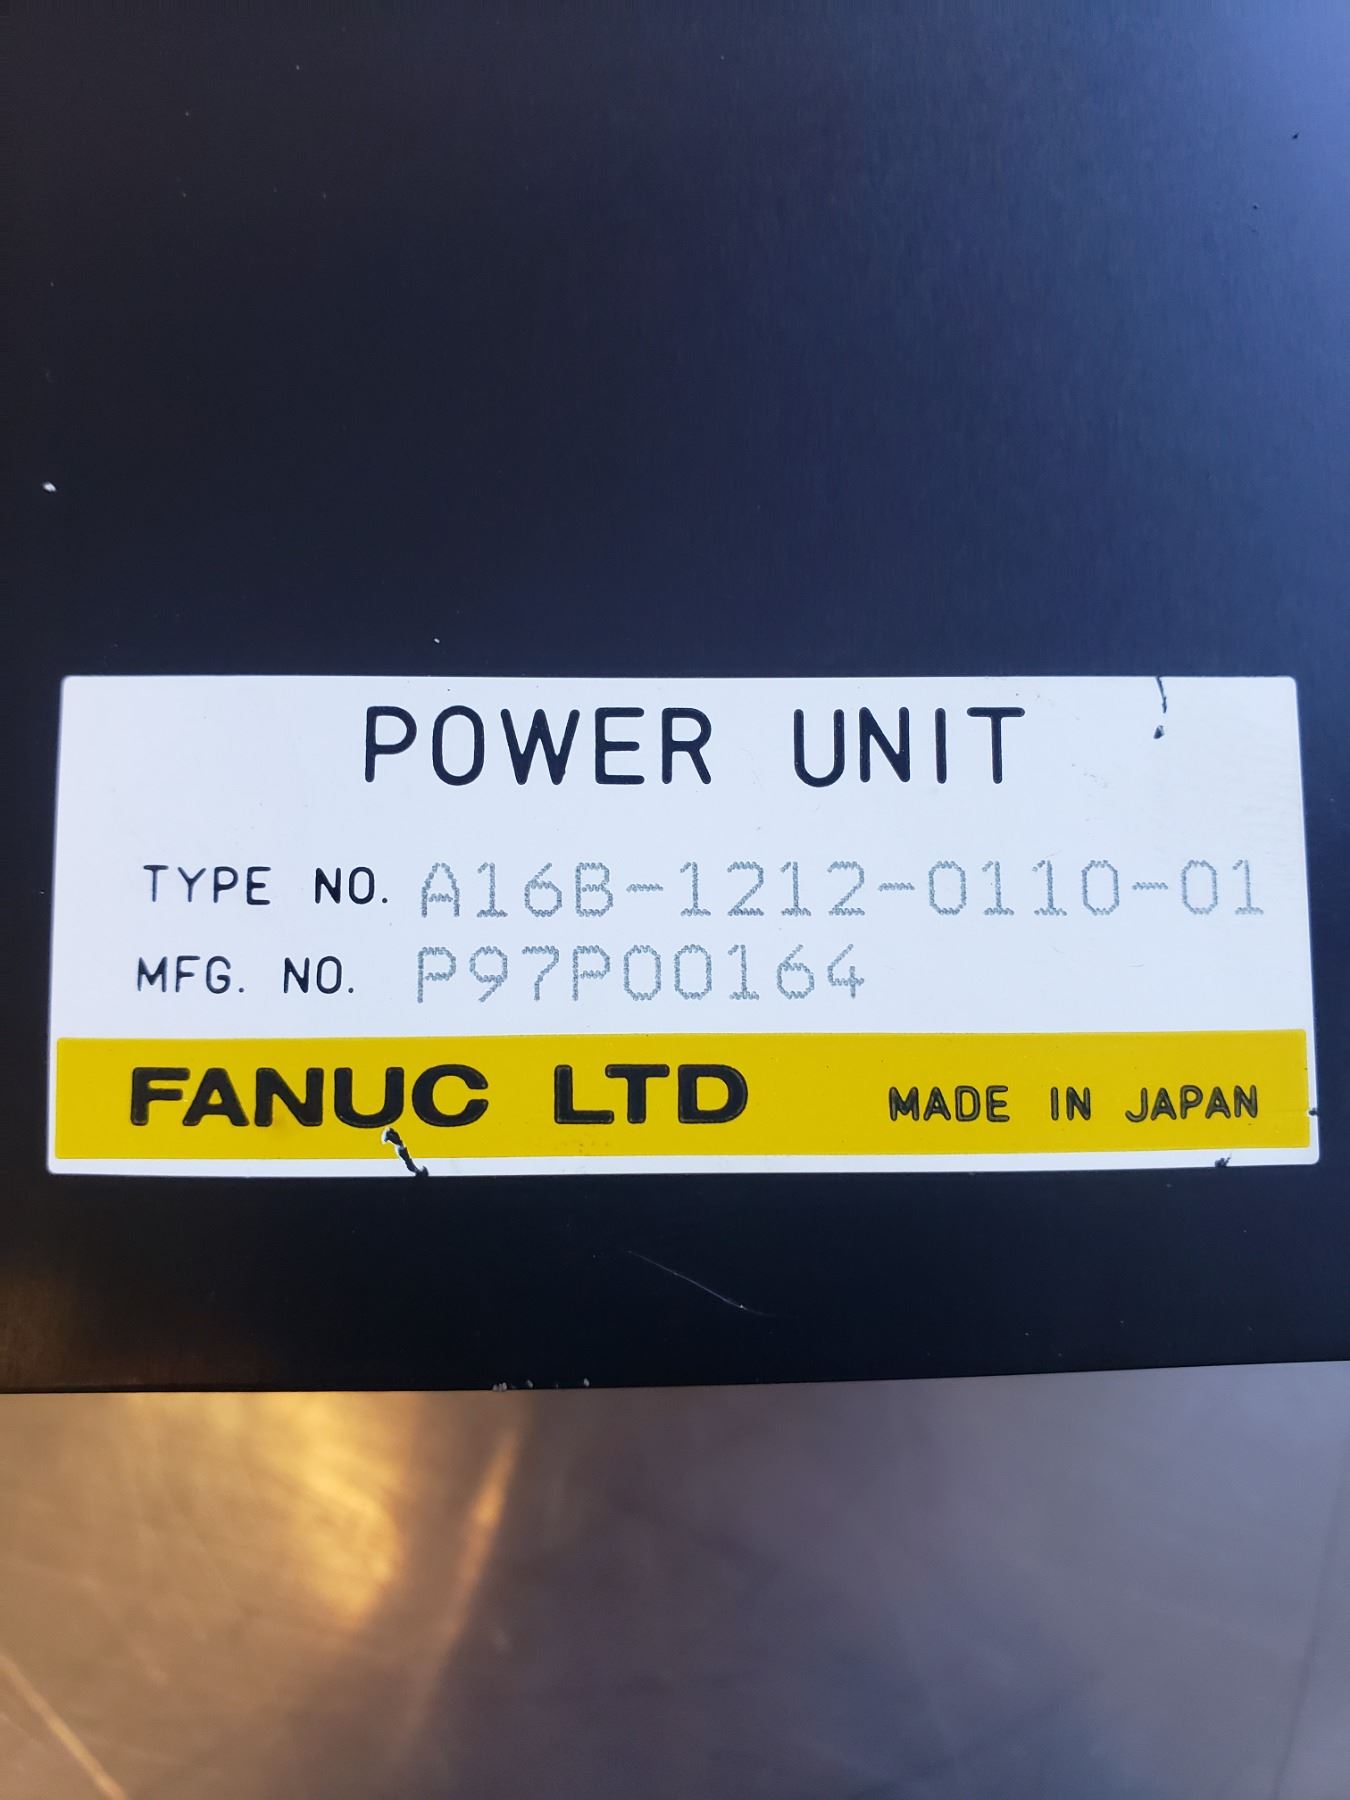 POWER UNIT
TYPE NO. A16B-1212-0110-01
MFG. NO. P97P00164
FANUC LTD MADE IN JAPAN